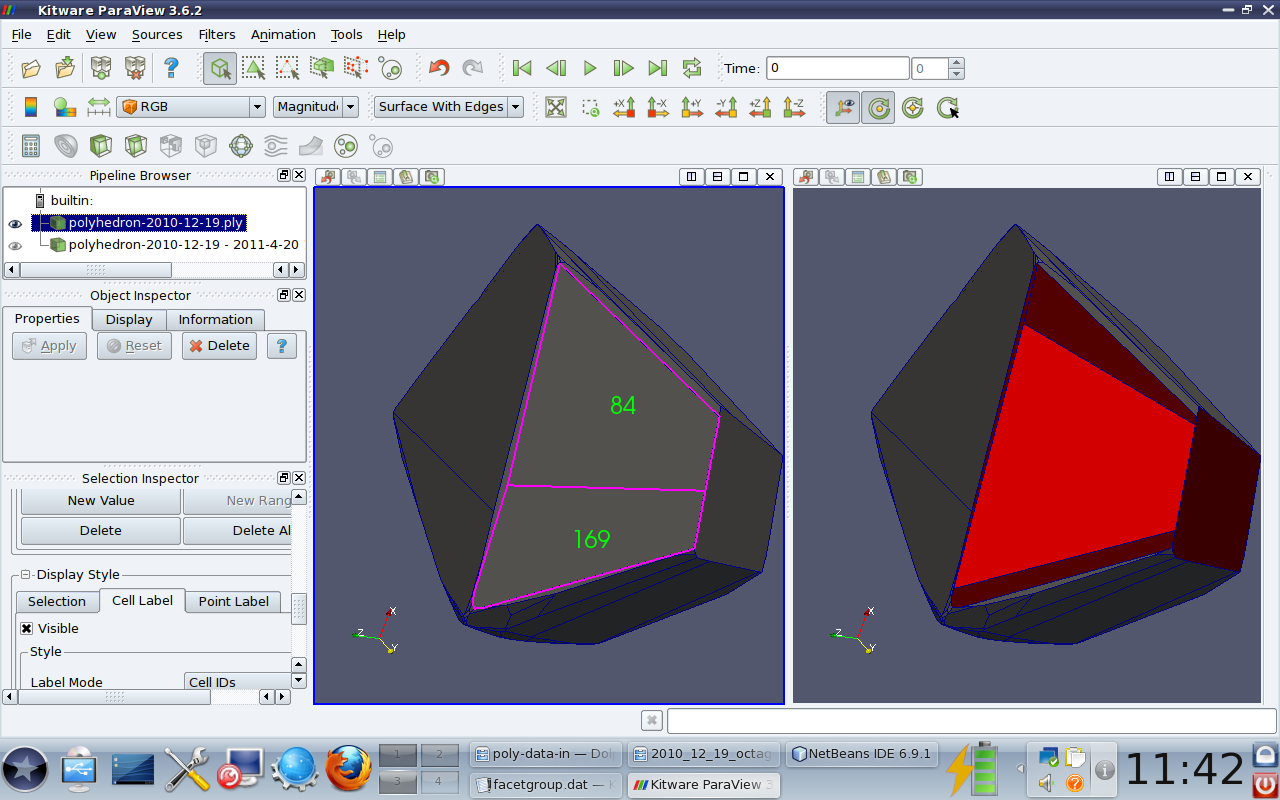 Kitware ParaView 3.6.2
File Edit View Sources Filters Animation Tools Help
? Time: 0 0
RGB Magnitud Surface With Edges +X -X +Y -Y +Z -Z
Pipeline Browser
builtin:
polyhedron-2010-12-19.ply
polyhedron-2010-12-19 - 2011-4-20
Object Inspector
Properties Display Information
Apply Reset Delete ?
Selection Inspector
New Value New Rang
Delete Delete Al
Display Style
Selection Cell Label Point Label
Visible
Style
Label Mode Cell IDs
84
169
X
Z
Y
X
Z
Y
1 2
3 4
poly-data-in — Dol
2010_12_19_octag
NetBeans IDE 6.9.1
facetgroup.dat — K
Kitware ParaView 3
11:42